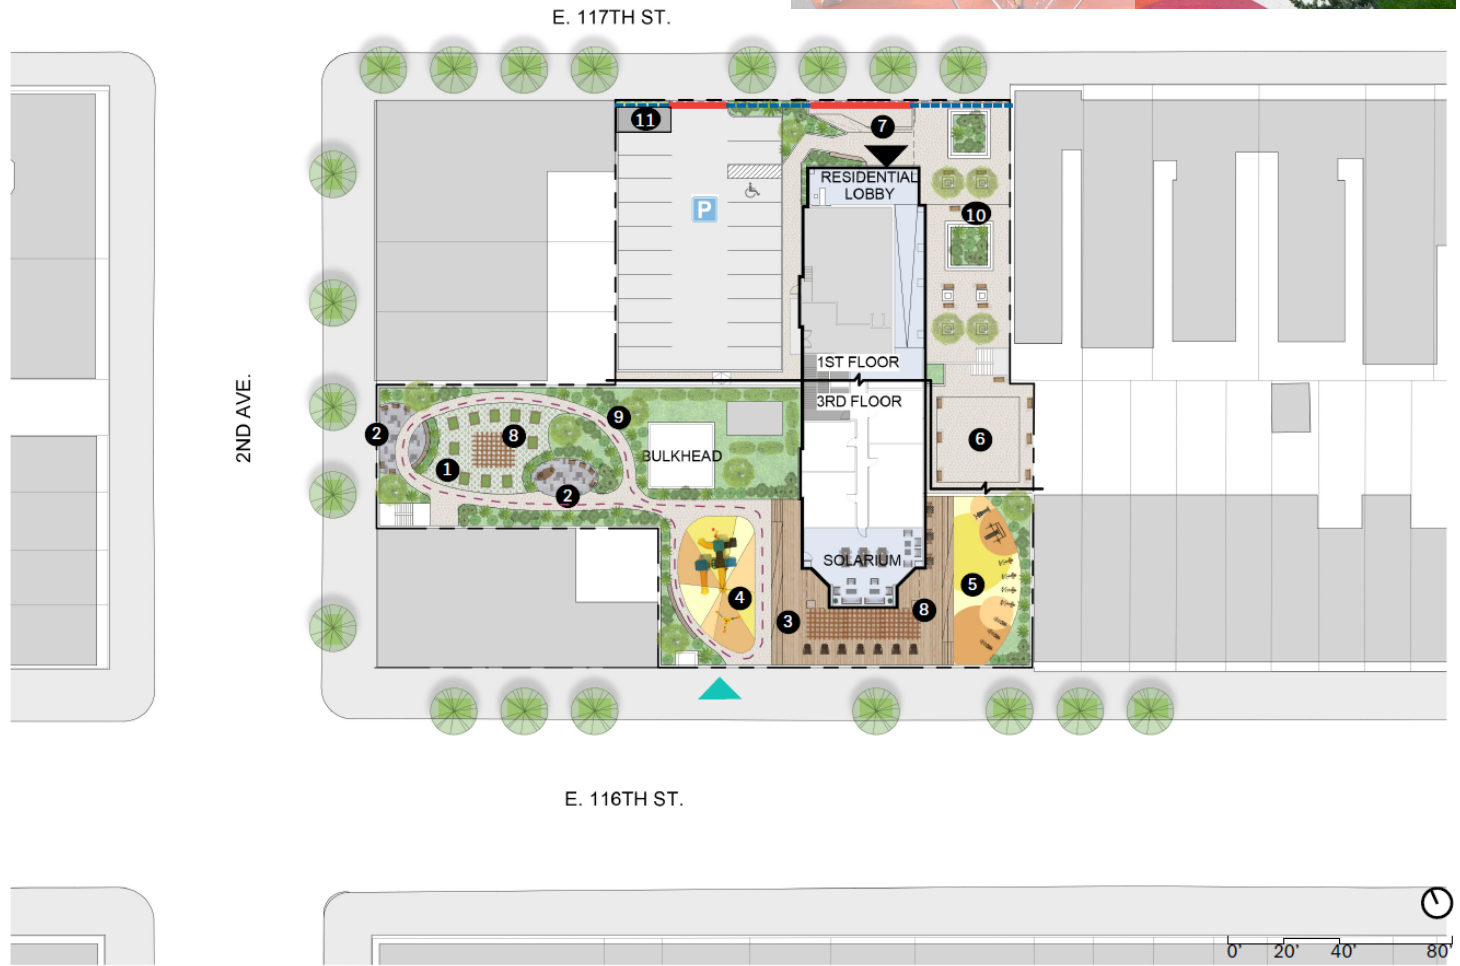 E. 117TH ST.
11
7
RESIDENTIAL
LOBBY
P
10
1ST FLOOR
3RD FLOOR
2ND AVE.
9
2
8
6
BULKHEAD
1
2
SOLARIUM
5
4
8
3
E. 116TH ST.
0' 20' 40' 80'